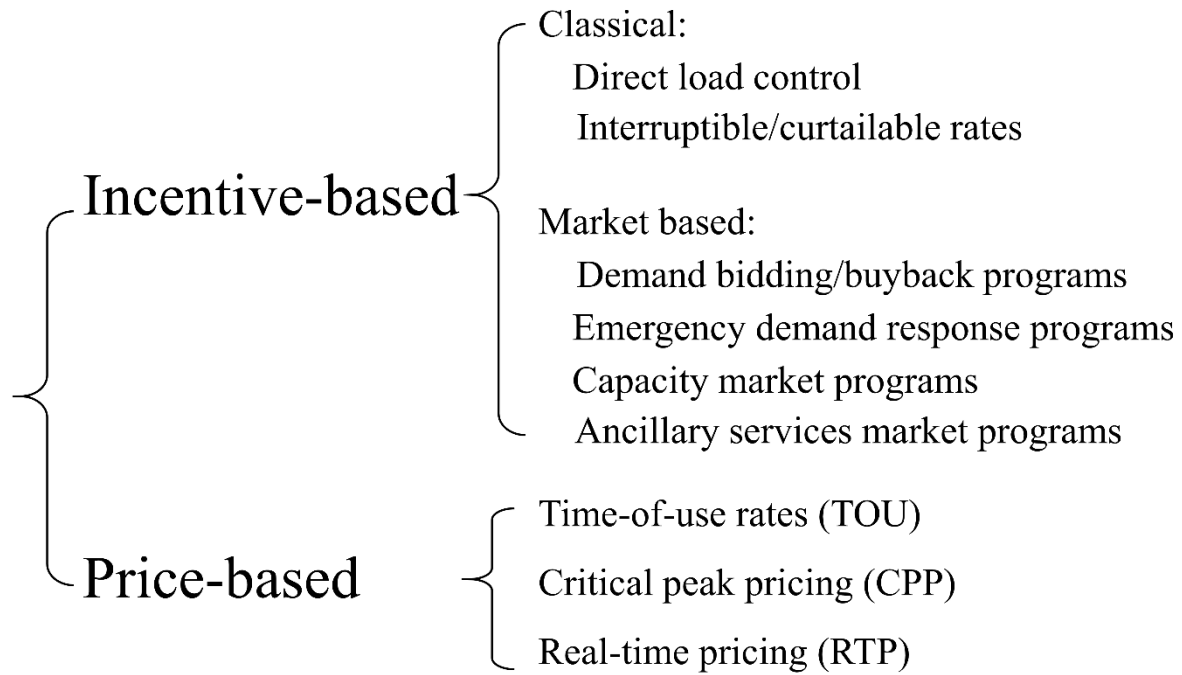 Incentive-based
Classical:
Direct load control
Interruptible/curtailable rates
Market based:
Demand bidding/buyback programs
Emergency demand response programs
Capacity market programs
Ancillary services market programs
Price-based
Time-of-use rates (TOU)
Critical peak pricing (CPP)
Real-time pricing (RTP)